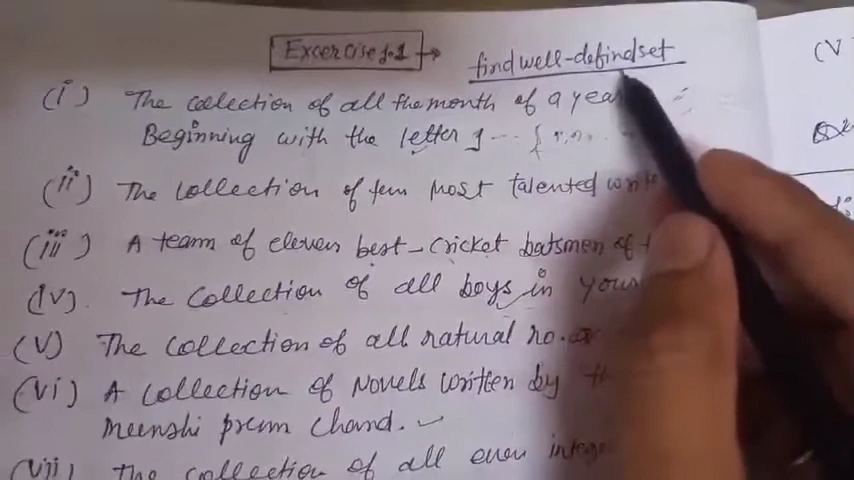 Excercise 1.1
find well-defind set
(i) The collection of all the month of a year
Beginning with the letter J
(ii) The collection of ten most talented
(iii) A team of eleven best-cricket batsmen of
(iv). The collection of all boys in your
(v) The collection of all natural no.
(vi) A collection of Novels written by
Meenshi prem chand.
(vii) The collection of all even
(V